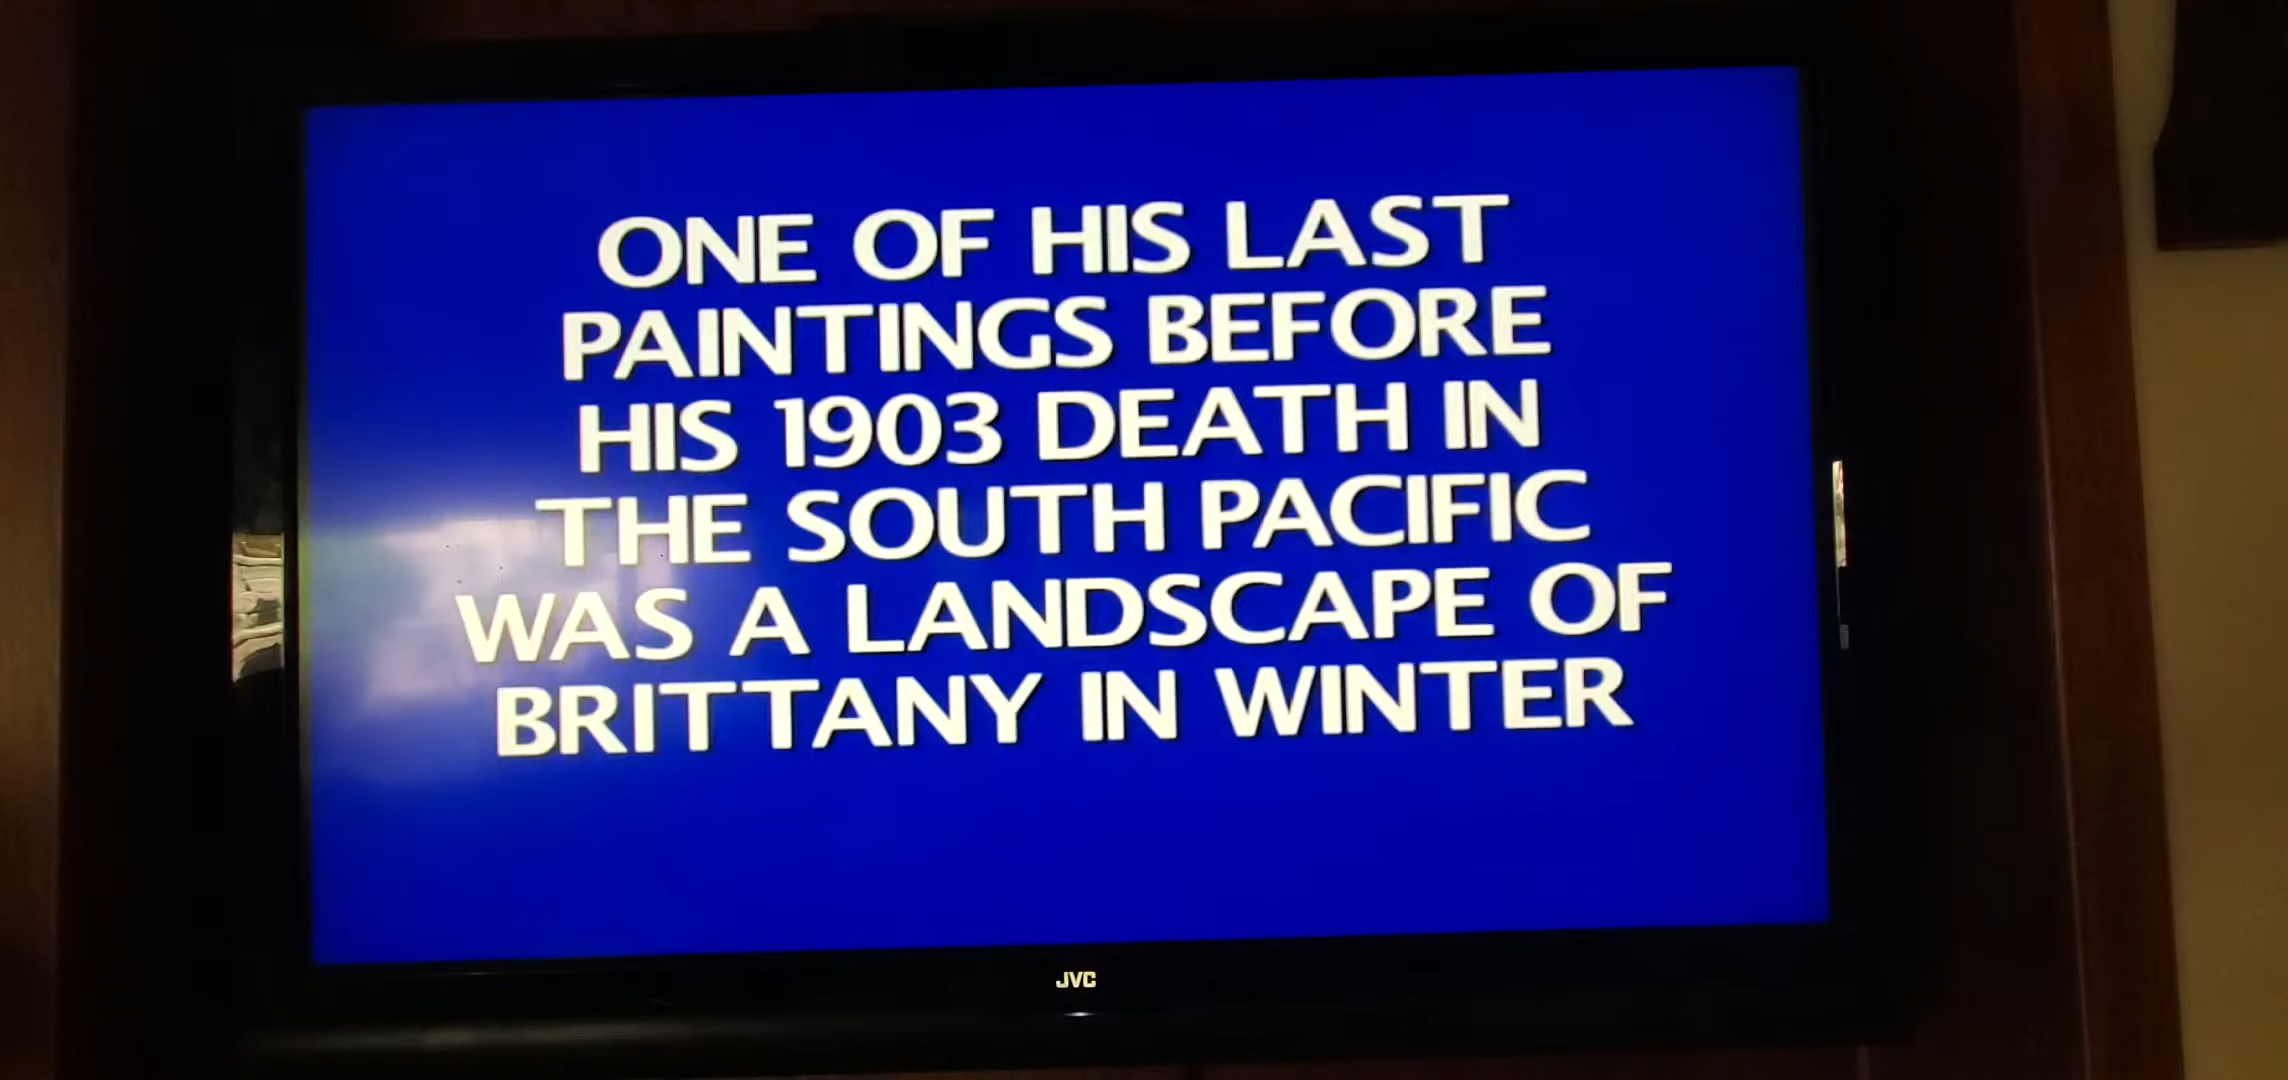 ONE OF HIS LAST
PAINTINGS BEFORE
HIS 1903 DEATH IN
THE SOUTH PACIFIC
WAS A LANDSCAPE OF
BRITTANY IN WINTER
JVC